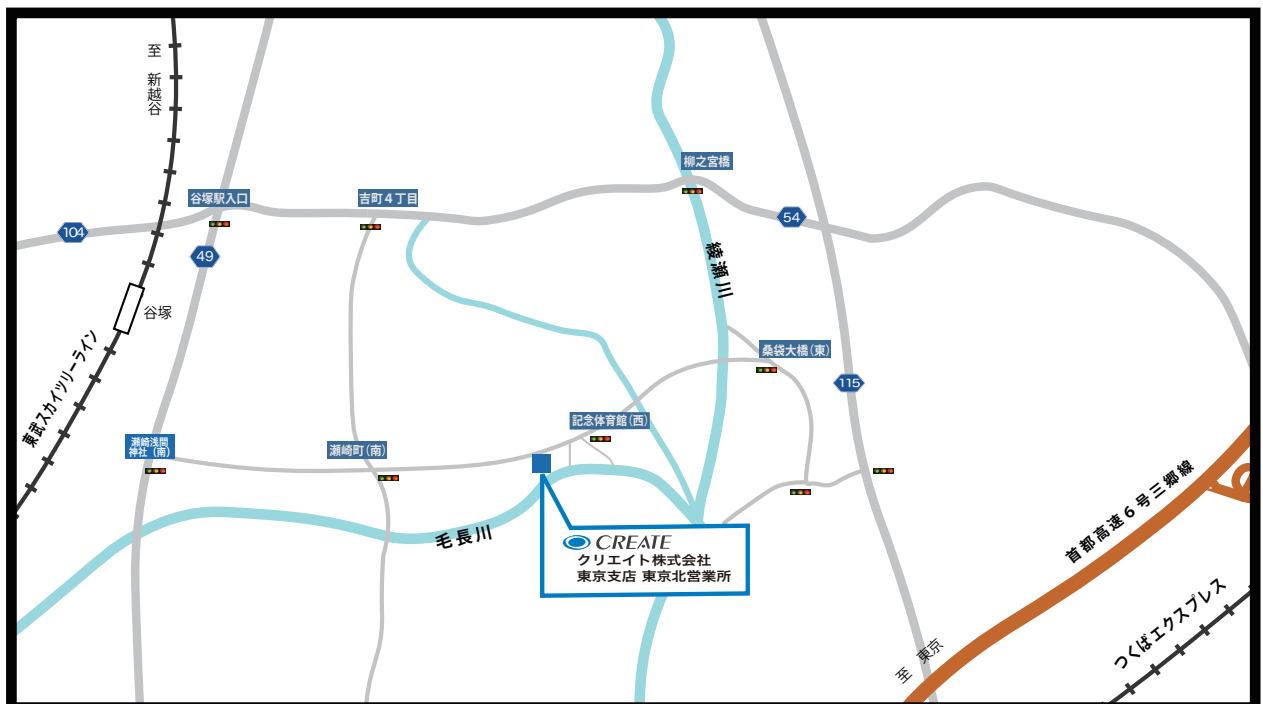 至 新越谷
柳之宮橋
谷塚駅入口
吉町４丁目
104
54
49
綾瀬川
谷塚
東武スカイツリーライン
桑袋大橋(東)
115
記念体育館(西)
瀬崎浅間
神社（南）
瀬崎町(南)
毛長川
CREATE
クリエイト株式会社
東京支店 東京北営業所
首都高速６号三郷線
つくばエクスプレス
至 東京